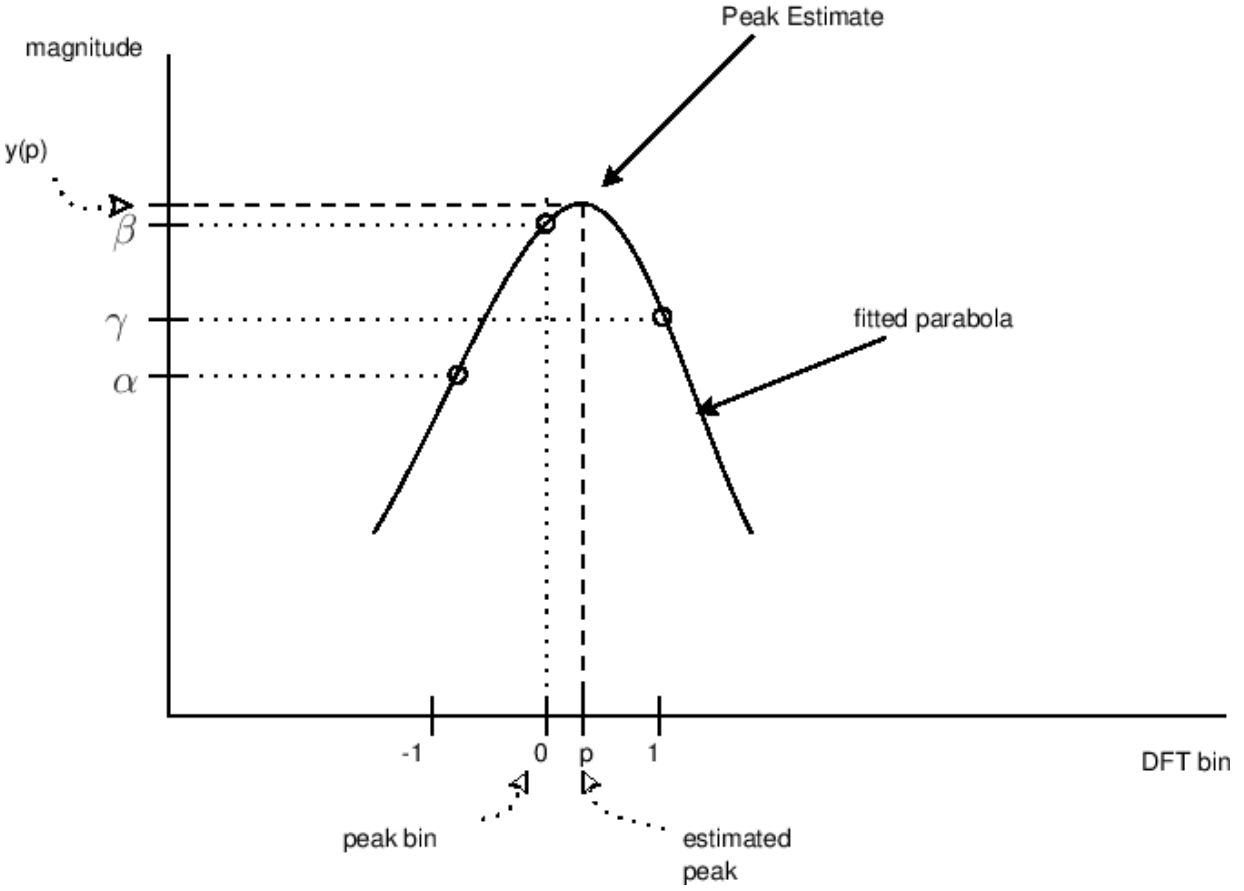 Peak Estimate
magnitude
y(p)
β
γ
fitted parabola
α
-1 0 p 1
DFT bin
peak bin
estimated
peak